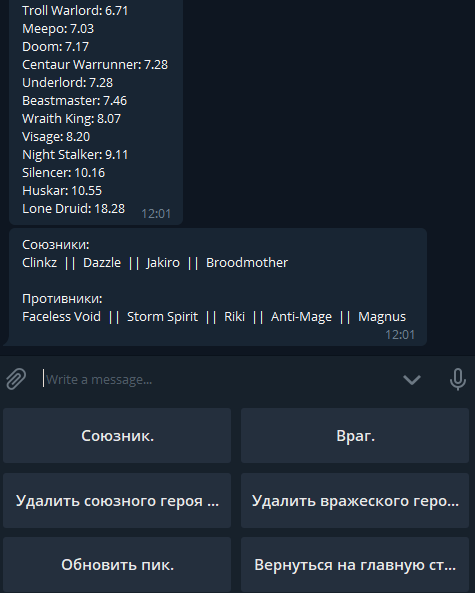 Troll Warlord: 6.71
Meepo: 7.03
Doom: 7.17
Centaur Warrunner: 7.28
Underlord: 7.28
Beastmaster: 7.46
Wraith King: 8.07
Visage: 8.20
Night Stalker: 9.11
Silencer: 10.16
Huskar: 10.55
Lone Druid: 18.28
12:01
Союзники:
Clinkz || Dazzle || Jakiro || Broodmother
Противники:
Faceless Void || Storm Spirit || Riki || Anti-Mage || Magnus
12:01
Write a message...
Союзник.
Враг.
Удалить союзного героя ...
Удалить вражеского геро...
Обновить пик.
Вернуться на главную ст...